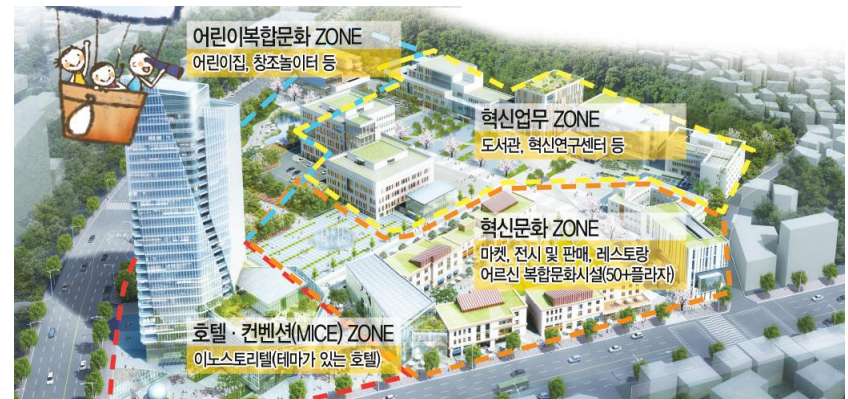 어린이복합문화 ZONE
어린이집, 창조놀이터 등
혁신업무 ZONE
도서관, 혁신연구센터 등
혁신문화 ZONE
마켓, 전시 및 판매, 레스토랑
어르신 복합문화시설(50+플라자)
호텔 · 컨벤션(MICE) ZONE
이노스토리텔(테마가 있는 호텔)